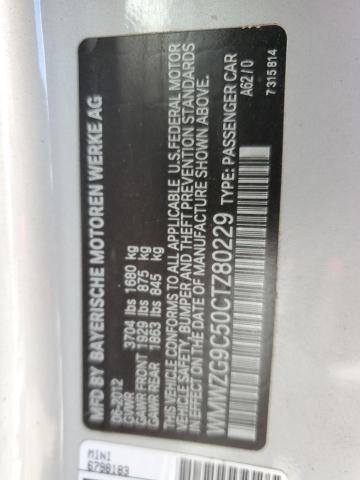 MFD BY BAYERISCHE MOTOREN WERKE AG
06-2012
GVWR 3704 lbs 1680 kg
GAWR FRONT 1929 lbs 875 kg
GAWR REAR 1863 lbs 845 kg
THIS VEHICLE CONFORMS TO ALL APPLICABLE U.S.FEDERAL MOTOR
VEHICLE SAFETY, BUMPER AND THEFT PREVENTION STANDARDS IN
EFFECT ON THE DATE OF MANUFACTURE SHOWN ABOVE.
WMWZG9C50CTZ80229 TYPE: PASSENGER CAR
A62/0
7 315 814
MINI
6798183